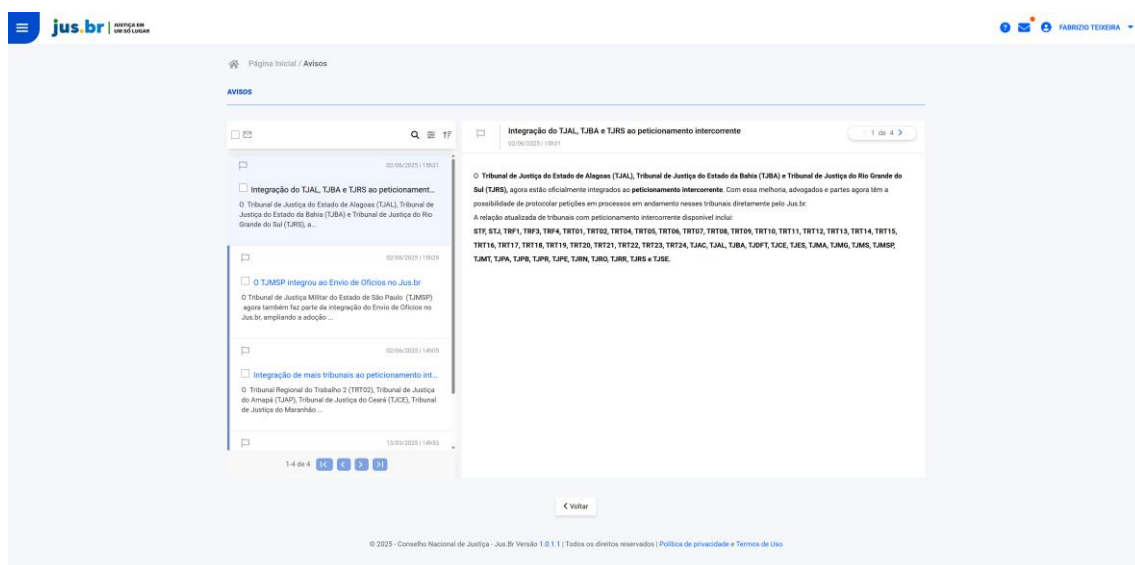 jus.br | JUSTIÇA EM
UM SÓ LUGAR
FABRIZIO TEIXEIRA
Página Inicial / Avisos
AVISOS
02/06/2025 | 15h31
Integração do TJAL, TJBA e TJRS ao peticionament...
O Tribunal de Justiça do Estado de Alagoas (TJAL), Tribunal de
Justiça do Estado da Bahia (TJBA) e Tribunal de Justiça do Rio
Grande do Sul (TJRS), a...
02/06/2025 | 15h29
O TJMSP integrou ao Envio de Ofícios no Jus.br
O Tribunal de Justiça Militar do Estado de São Paulo (TJMSP)
agora também faz parte da integração do Envio de Ofícios no
Jus.br, ampliando a adoção ...
02/06/2025 | 14h05
Integração de mais tribunais ao peticionamento int...
O Tribunal Regional do Trabalho 2 (TRT02), Tribunal de Justiça
do Amapá (TJAP), Tribunal de Justiça do Ceará (TJCE), Tribunal
de Justiça do Maranhão ...
13/03/2025 | 14h53
1-4 de 4
Integração do TJAL, TJBA e TJRS ao peticionamento intercorrente
02/06/2025 | 15h31
1 de 4
O Tribunal de Justiça do Estado de Alagoas (TJAL), Tribunal de Justiça do Estado da Bahia (TJBA) e Tribunal de Justiça do Rio Grande do
Sul (TJRS), agora estão oficialmente integrados ao peticionamento intercorrente. Com essa melhoria, advogados e partes agora têm a
possibilidade de protocolar petições em processos em andamento nesses tribunais diretamente pelo Jus.br.
A relação atualizada de tribunais com peticionamento intercorrente disponível inclui:
STF, STJ, TRF1, TRF3, TRF4, TRT01, TRT02, TRT04, TRT05, TRT06, TRT07, TRT08, TRT09, TRT10, TRT11, TRT12, TRT13, TRT14, TRT15,
TRT16, TRT17, TRT18, TRT19, TRT20, TRT21, TRT22, TRT23, TRT24, TJAC, TJAL, TJBA, TJDFT, TJCE, TJES, TJMA, TJMG, TJMS, TJMSP,
TJMT, TJPA, TJPB, TJPR, TJPE, TJRN, TJRO, TJRR, TJRS e TJSE.
Voltar
© 2025 - Conselho Nacional de Justiça - Jus.Br Versão 1.0.1.1 | Todos os direitos reservados | Política de privacidade e Termos de Uso